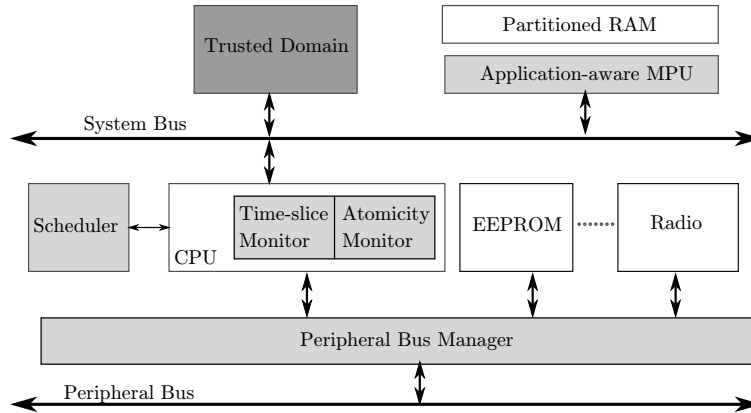 Trusted Domain
Partitioned RAM
Application-aware MPU
System Bus
Scheduler
CPU
Time-slice
Monitor
Atomicity
Monitor
EEPROM
Radio
Peripheral Bus Manager
Peripheral Bus